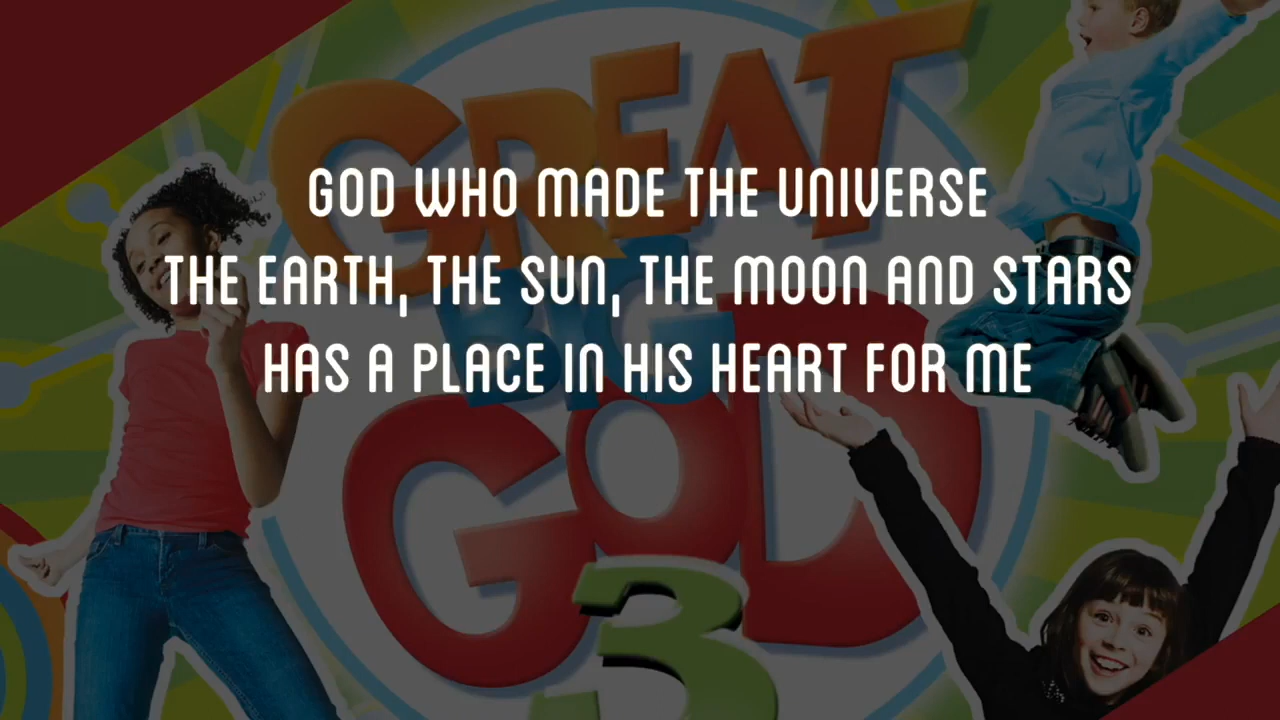 GREAT
BIG
GOD
3
GOD WHO MADE THE UNIVERSE
THE EARTH, THE SUN, THE MOON AND STARS
HAS A PLACE IN HIS HEART FOR ME